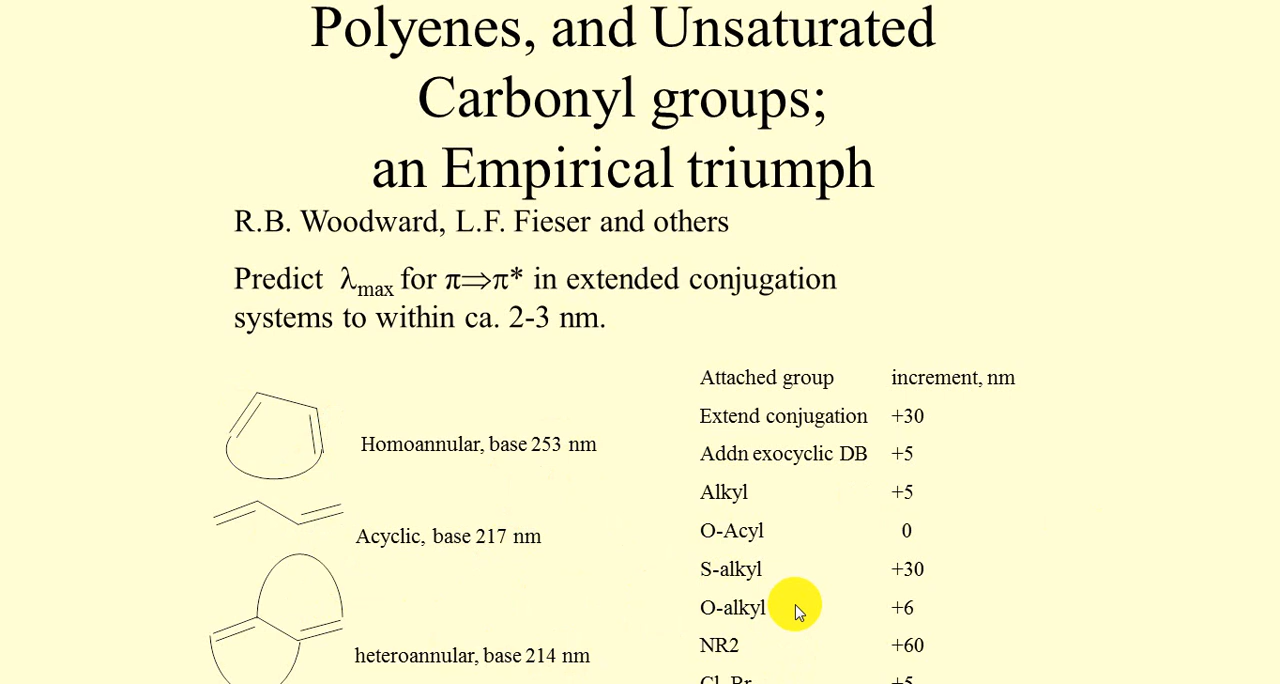 Polyenes, and Unsaturated
Carbonyl groups;
an Empirical triumph
R.B. Woodward, L.F. Fieser and others
Predict λmax for π⇒π* in extended conjugation
systems to within ca. 2-3 nm.
Attached group increment, nm
Extend conjugation +30
Homoannular, base 253 nm
Addn exocyclic DB +5
Alkyl +5
Acyclic, base 217 nm
O-Acyl 0
S-alkyl +30
O-alkyl +6
NR2 +60
heteroannular, base 214 nm
Cl, Br +5